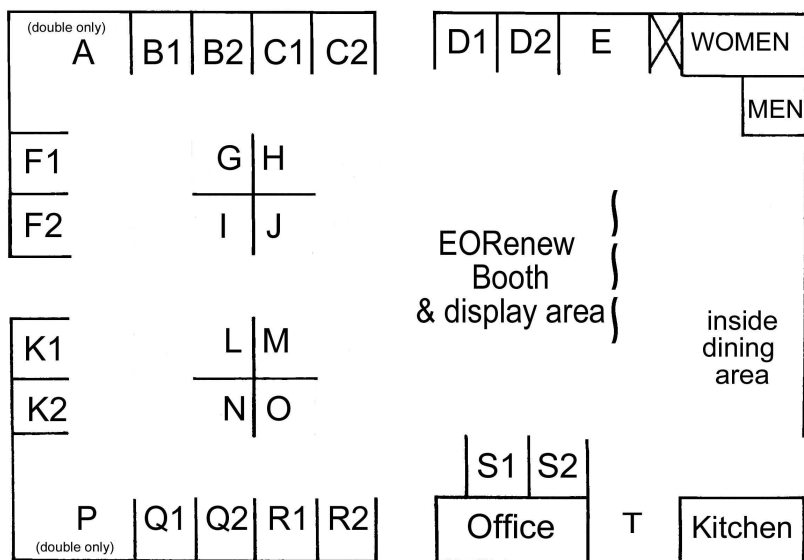 (double only)
A
B1
B2
C1
C2
D1
D2
E
WOMEN
MEN
F1
F2
G
H
I
J
EORenew
Booth
& display area
inside
dining
area
K1
K2
L
M
N
O
P
(double only)
Q1
Q2
R1
R2
S1
S2
Office
T
Kitchen